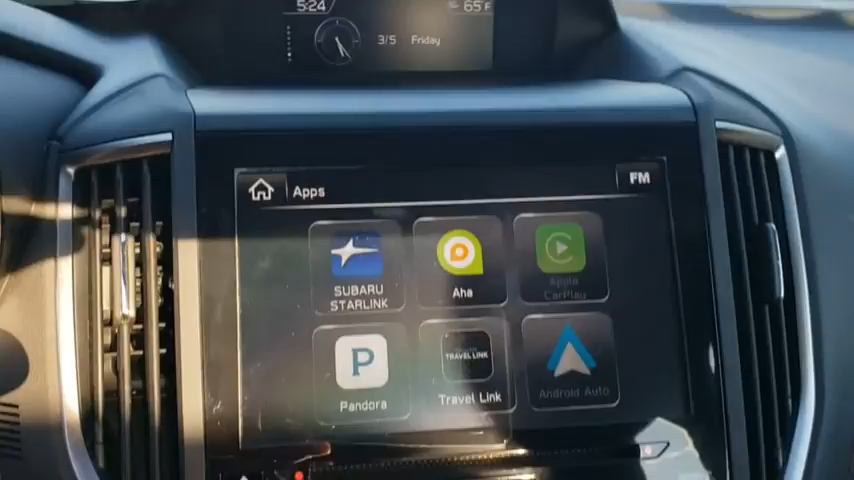 5:24
65°F
3/5 Friday
Apps
FM
SUBARU
STARLINK
Aha
Apple
CarPlay
P
Pandora
TRAVEL LINK
Travel Link
Android Auto